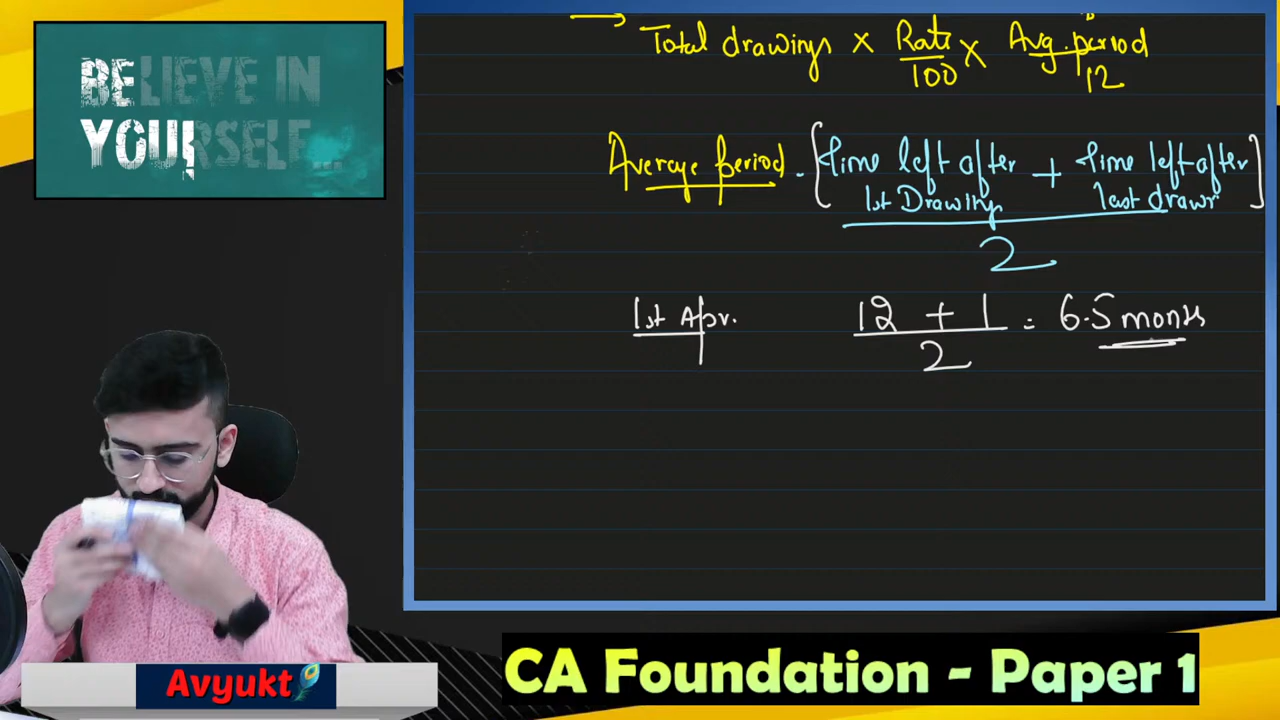 BELIEVE IN
YOURSELF...
Total drawings × Rate/100 × Avg. period/12
Average period = [Time left after 1st Drawings + Time left after last drawn] / 2
1st Apr. 12 + 1 / 2 = 6.5 months
Avyukt
CA Foundation - Paper 1